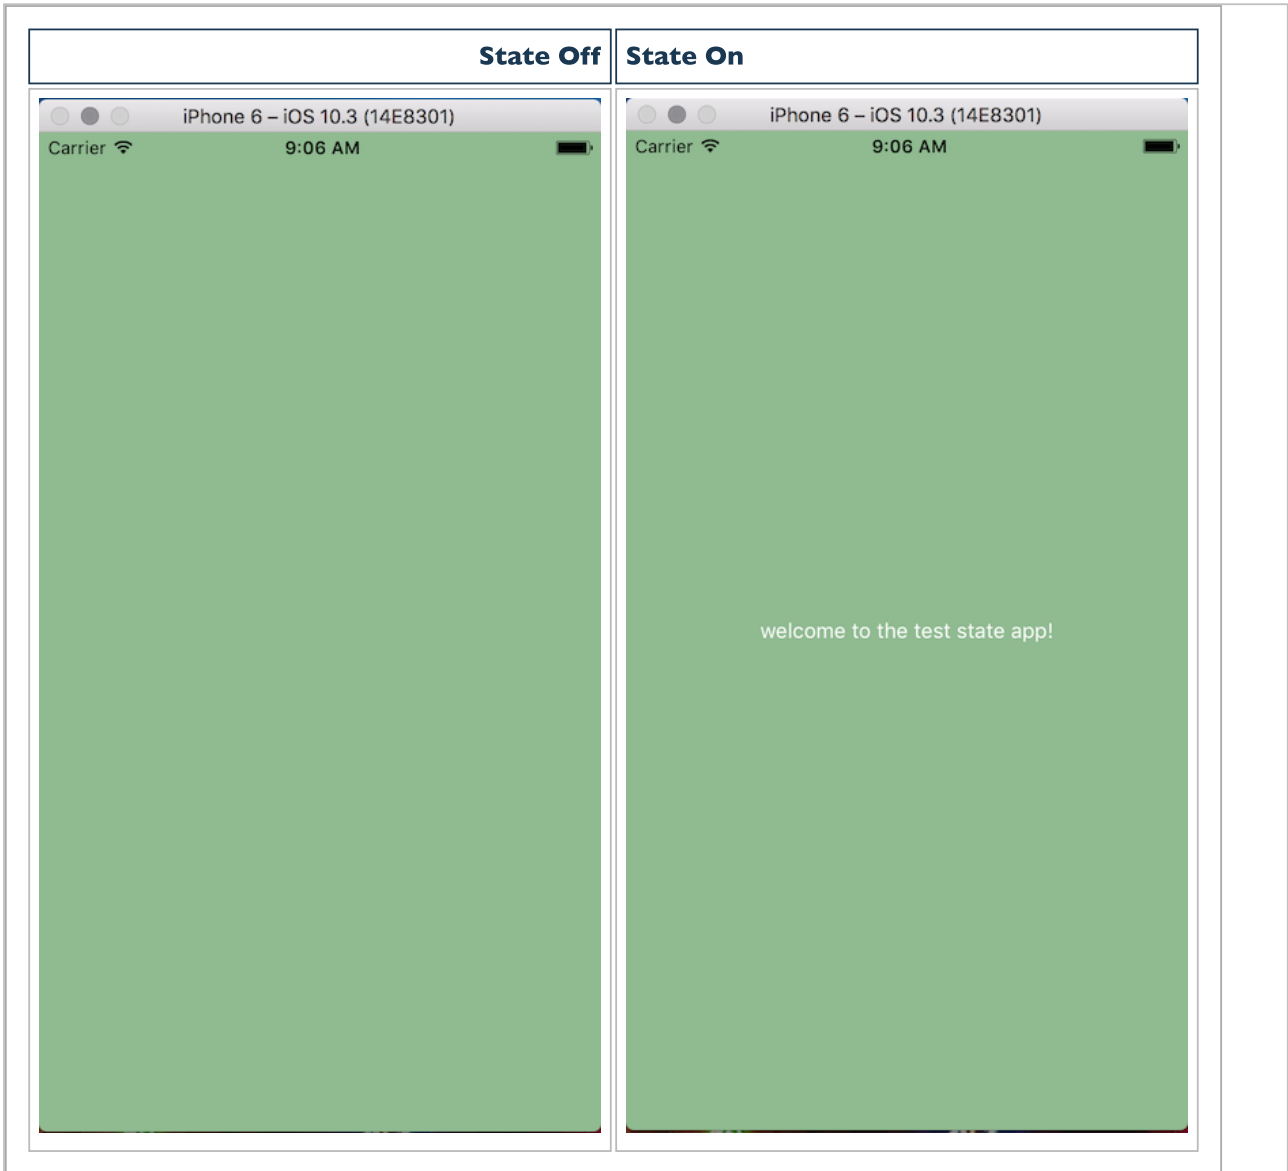 State Off
State On
iPhone 6 – iOS 10.3 (14E8301)
Carrier
9:06 AM
iPhone 6 – iOS 10.3 (14E8301)
Carrier
9:06 AM
welcome to the test state app!